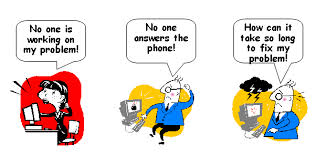 No one is
working on
my problem!
No one
answers the
phone!
How can it
take so long
to fix my
problem!